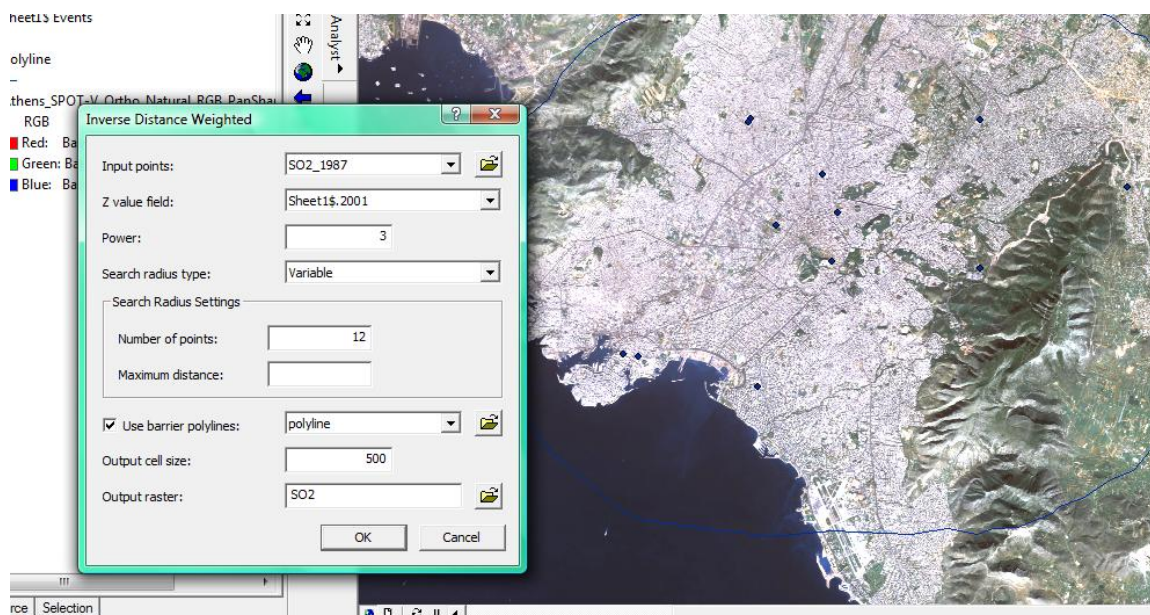 heet1$ Events
olyline
thens_SPOT-V_Ortho_Natural_RGB_PanShar
RGB
Red: Ba
Green: Ba
Blue: Ba
Analyst
Inverse Distance Weighted
Input points: SO2_1987
Z value field: Sheet1$.2001
Power: 3
Search radius type: Variable
Search Radius Settings
Number of points: 12
Maximum distance:
Use barrier polylines: polyline
Output cell size: 500
Output raster: SO2
OK Cancel
rce Selection